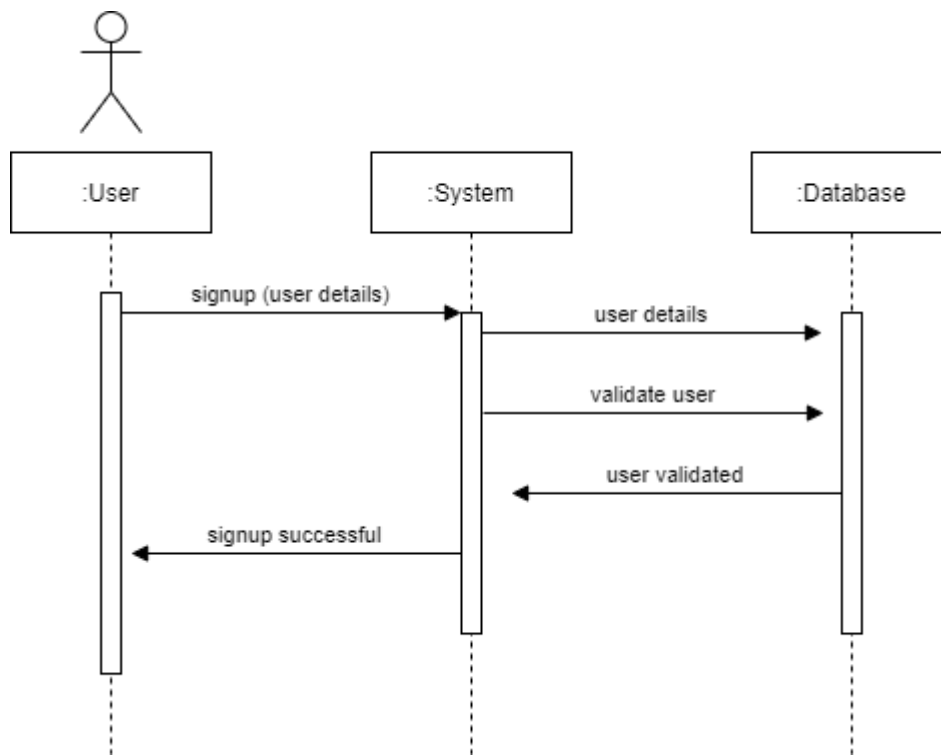 :User
:System
:Database
signup (user details)
user details
validate user
user validated
signup successful